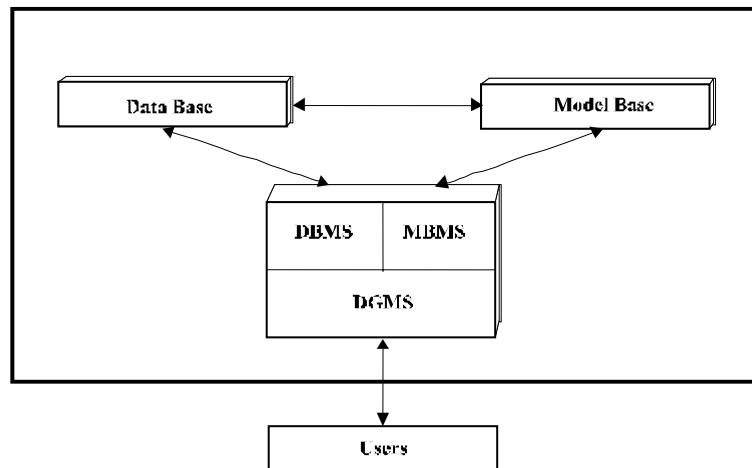 Data Base
Model Base
DBMS
MBMS
DGMS
Users